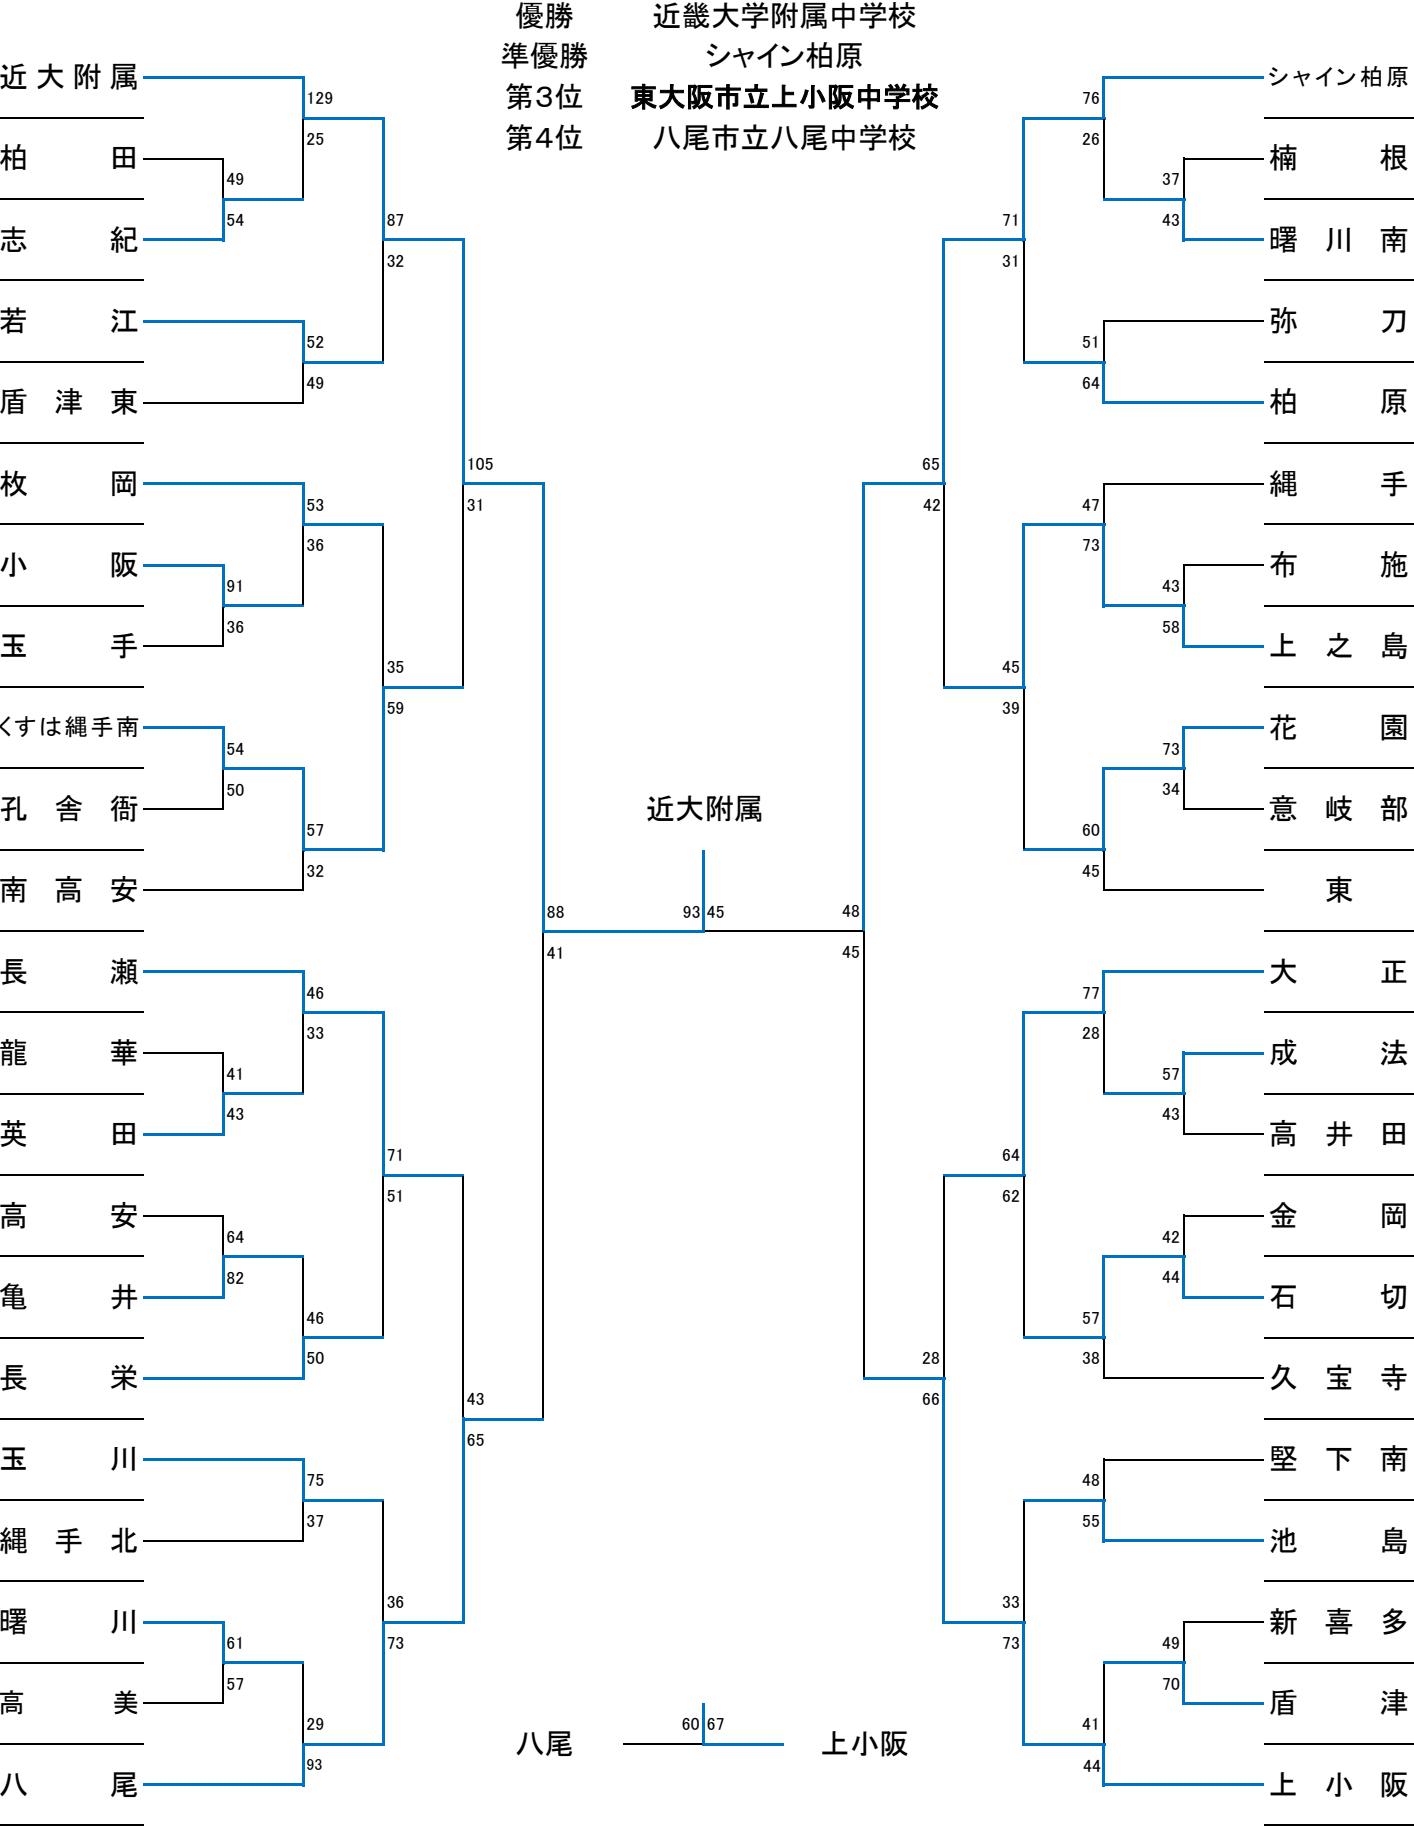 優勝 近畿大学附属中学校
準優勝 シャイン柏原
第3位 東大阪市立上小阪中学校
第4位 八尾市立八尾中学校
近大附属
129
25
柏田
49
54
志紀
87
32
若江
52
49
盾津東
105
31
枚岡
53
36
小阪
91
36
玉手
35
59
くすは縄手南
54
50
孔舎衙
57
32
南高安
88
41
長瀬
46
33
龍華
41
43
英田
71
51
高安
64
82
亀井
46
50
長栄
43
65
玉川
75
37
縄手北
36
73
曙川
61
57
高美
29
93
八尾
近大附属
93 45
八尾 60 67 上小阪
シャイン柏原
76
26
楠根
37
43
曙川南
71
31
弥刀
51
64
柏原
65
42
縄手
47
73
布施
43
58
上之島
45
39
花園
73
34
意岐部
60
45
東
48
45
大正
77
28
成法
57
43
高井田
64
62
金岡
42
44
石切
57
38
久宝寺
28
66
堅下南
48
55
池島
33
73
新喜多
49
70
盾津
41
44
上小阪